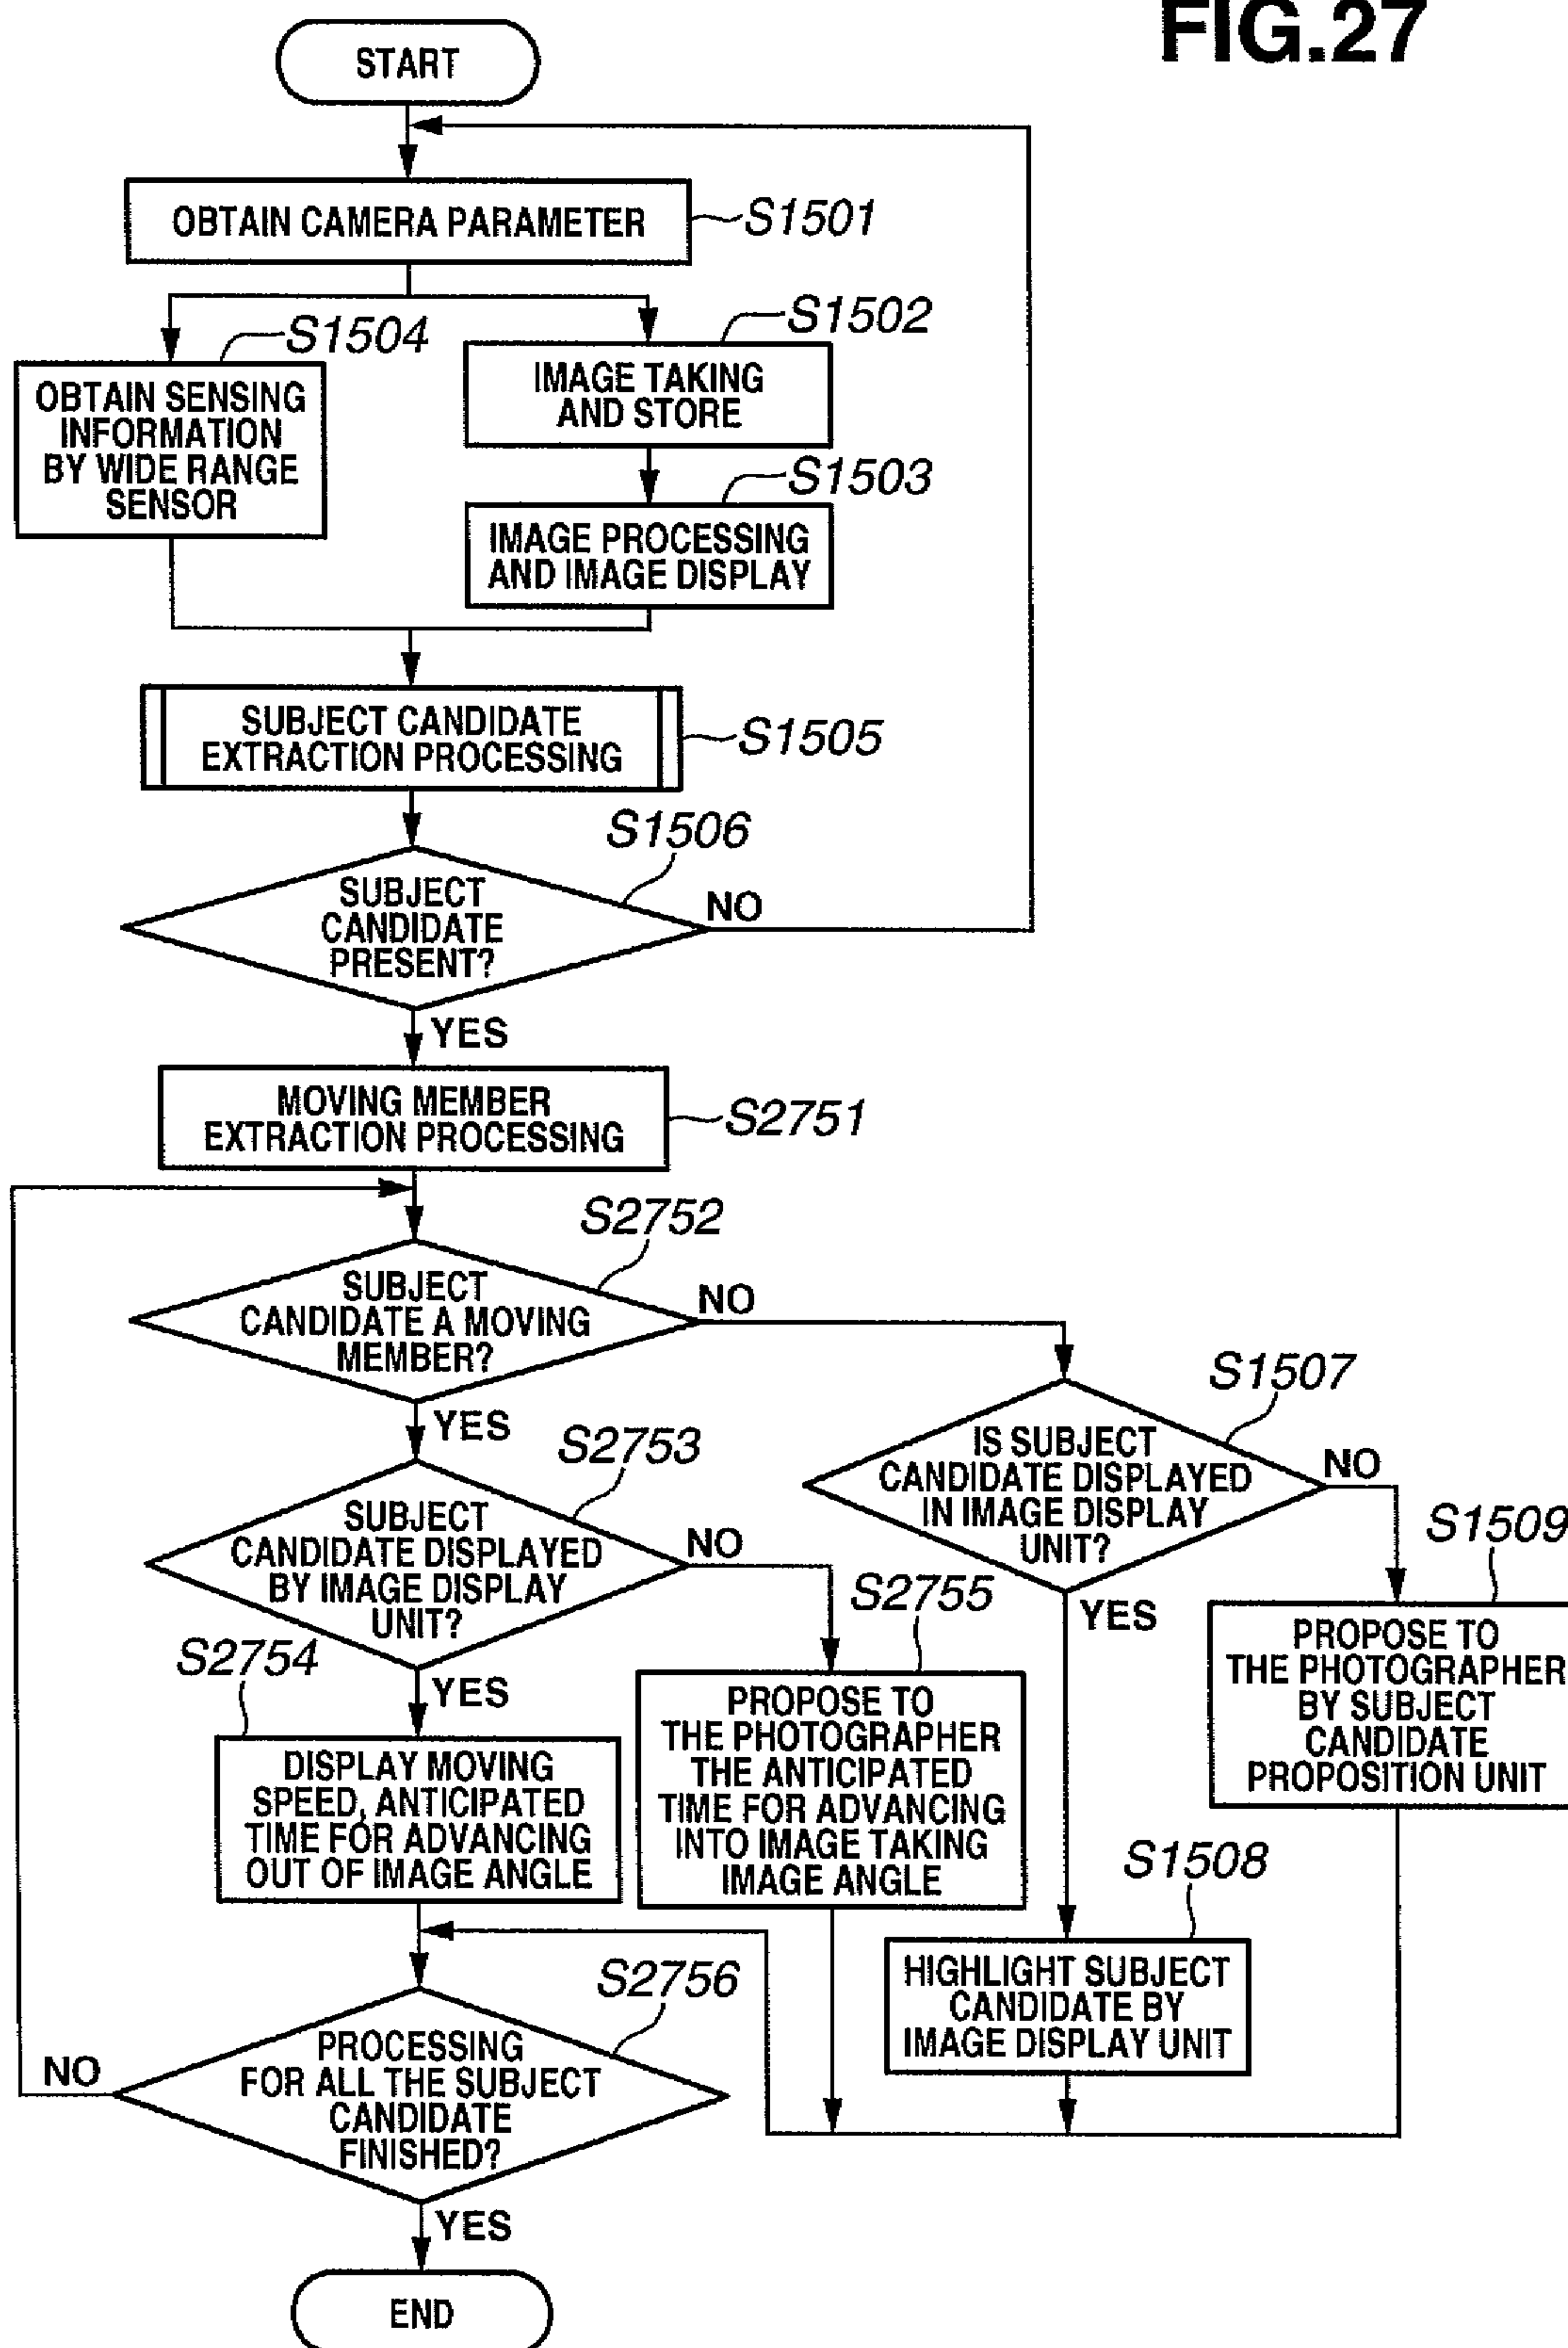 FIG.27
START
OBTAIN CAMERA PARAMETER
S1501
S1504
OBTAIN SENSING
INFORMATION
BY WIDE RANGE
SENSOR
S1502
IMAGE TAKING
AND STORE
S1503
IMAGE PROCESSING
AND IMAGE DISPLAY
SUBJECT CANDIDATE
EXTRACTION PROCESSING
S1505
S1506
SUBJECT
CANDIDATE
PRESENT?
NO
YES
MOVING MEMBER
EXTRACTION PROCESSING
S2751
S2752
SUBJECT
CANDIDATE A MOVING
MEMBER?
NO
YES
S2753
SUBJECT
CANDIDATE DISPLAYED
BY IMAGE DISPLAY
UNIT?
NO
YES
S1507
IS SUBJECT
CANDIDATE DISPLAYED
IN IMAGE DISPLAY
UNIT?
NO
YES
S1509
PROPOSE TO
THE PHOTOGRAPHER
BY SUBJECT
CANDIDATE
PROPOSITION UNIT
S2754
DISPLAY MOVING
SPEED, ANTICIPATED
TIME FOR ADVANCING
OUT OF IMAGE ANGLE
S2755
PROPOSE TO
THE PHOTOGRAPHER
THE ANTICIPATED
TIME FOR ADVANCING
INTO IMAGE TAKING
IMAGE ANGLE
S1508
HIGHLIGHT SUBJECT
CANDIDATE BY
IMAGE DISPLAY UNIT
S2756
PROCESSING
FOR ALL THE SUBJECT
CANDIDATE
FINISHED?
NO
YES
END